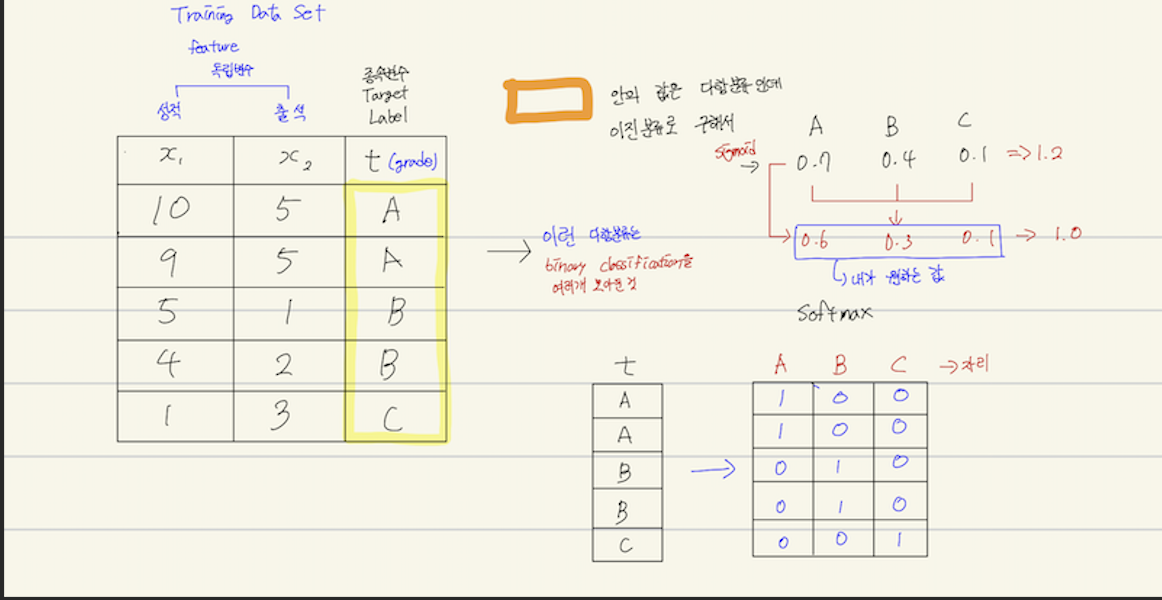 Training Data Set
feature
독립변수
성적 출석
종속변수
Target
Label
x₁ x₂ t (grade)
10 5 A
9 5 A
5 1 B
4 2 B
1 3 C
안의 값은 다합분류인데
이진분류로 구해서
A B C
sigmoid → 0.7 0.4 0.1 => 1.2
0.6 0.3 0.1 → 1.0
내가 원하는 값
Softmax
→ 이런 다합분류는
binary classification을
여러개 모아둔 것
t
A
A
B
B
C
→
A B C → 자리
1 0 0
1 0 0
0 1 0
0 1 0
0 0 1